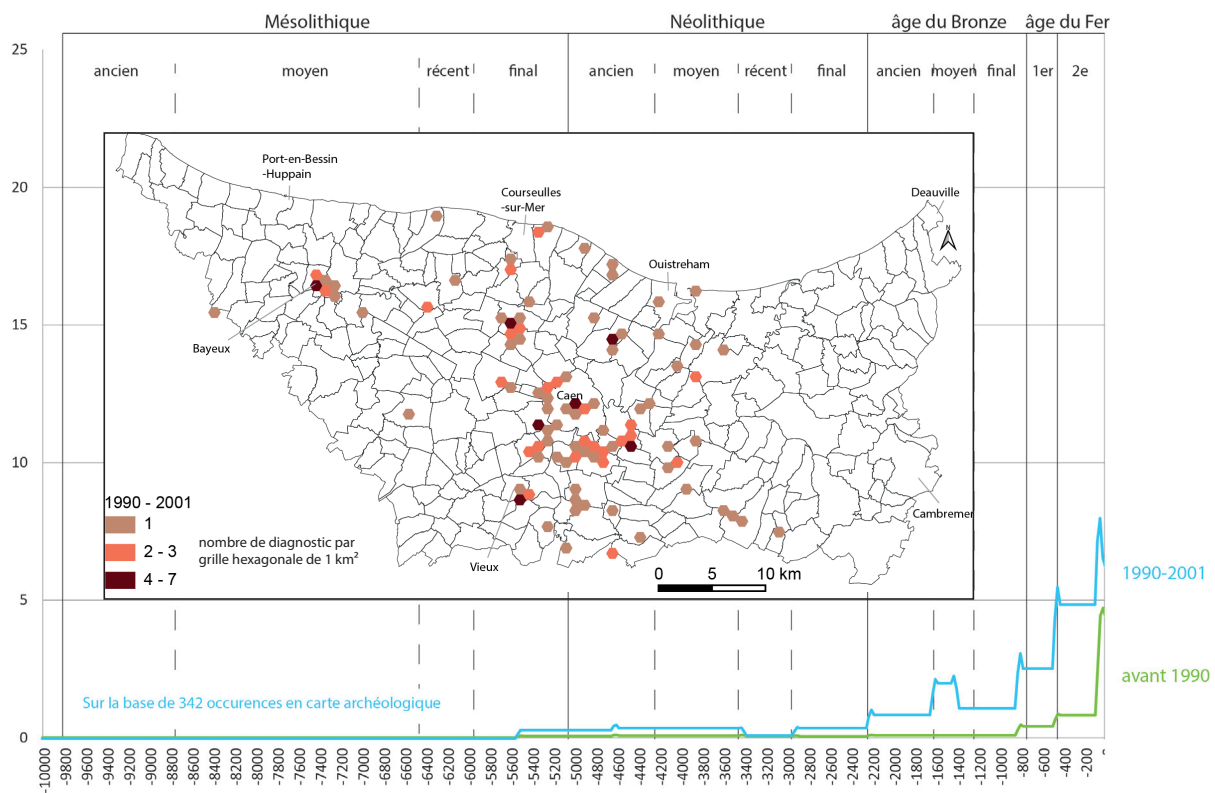 Mésolithique Néolithique âge du Bronze âge du Fer
25
ancien moyen récent final ancien moyen récent final ancien moyen final 1er 2e
Port-en-Bessin
-Huppain
Courseulles
-sur-Mer
Deauville
N
20
Ouistreham
15
Bayeux
Caen
10
1990 - 2001
1
2 - 3
4 - 7
nombre de diagnostic par
grille hexagonale de 1 km²
Cambremer
Vieux
0 5 10 km
5
1990-2001
avant 1990
Sur la base de 342 occurences en carte archéologique
0
-10000 -9800 -9600 -9400 -9200 -9000 -8800 -8600 -8400 -8200 -8000 -7800 -7600 -7400 -7200 -7000 -6800 -6600 -6400 -6200 -6000 -5800 -5600 -5400 -5200 -5000 -4800 -4600 -4400 -4200 -4000 -3800 -3600 -3400 -3200 -3000 -2800 -2600 -2400 -2200 -2000 -1800 -1600 -1400 -1200 -1000 -800 -600 -400 -200